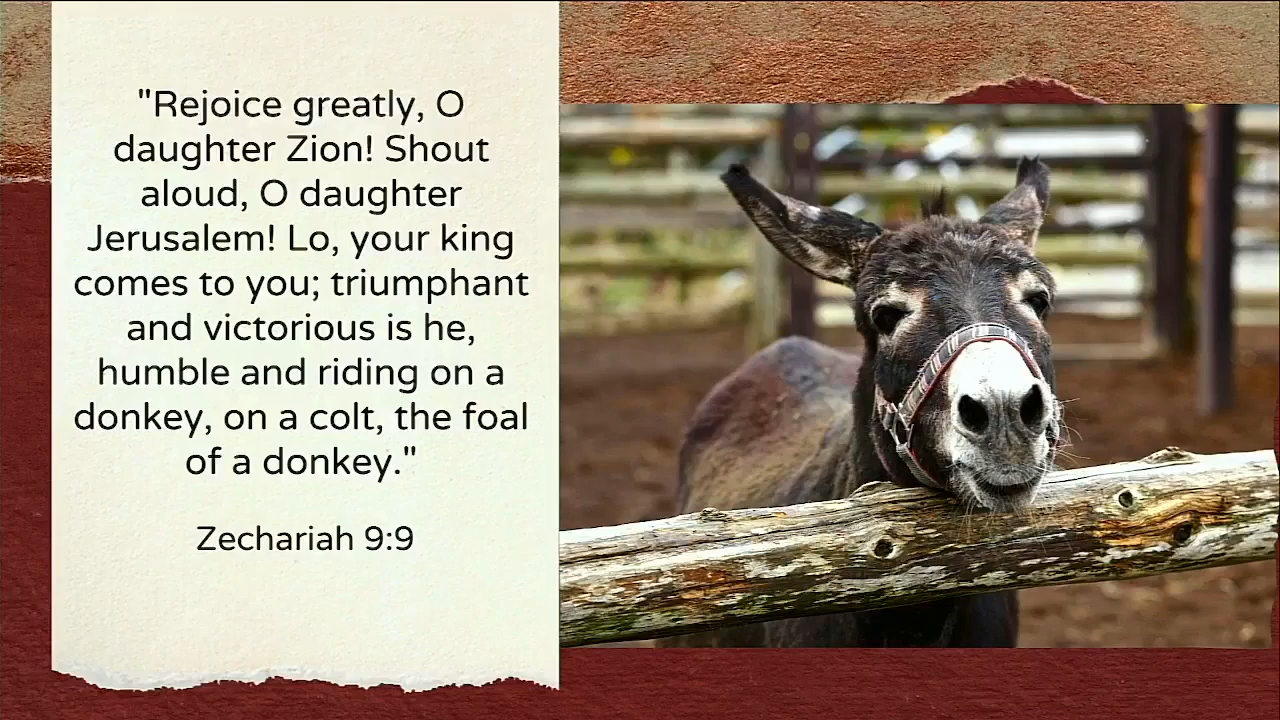 "Rejoice greatly, O
daughter Zion! Shout
aloud, O daughter
Jerusalem! Lo, your king
comes to you; triumphant
and victorious is he,
humble and riding on a
donkey, on a colt, the foal
of a donkey."
Zechariah 9:9